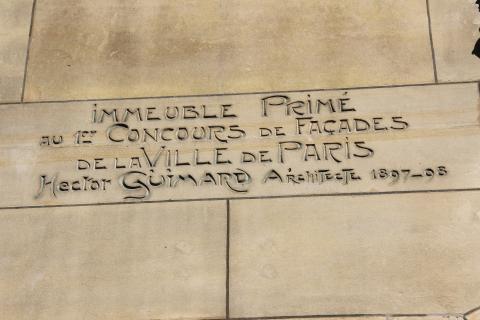 IMMEUBLE PRIMÉ
AU 1ER CONCOURS DE FAÇADES
DE LA VILLE DE PARIS
Hector GUIMARD ARchITecTe 1897-98